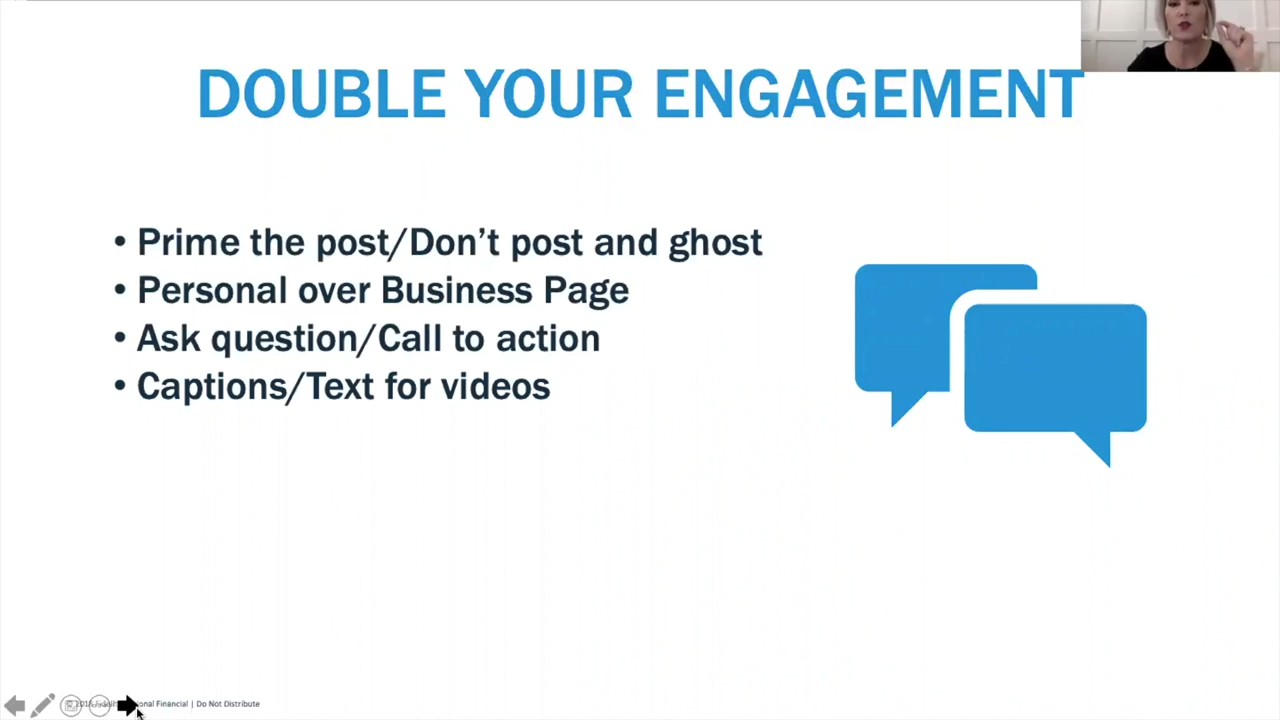 DOUBLE YOUR ENGAGEMENT
• Prime the post/Don’t post and ghost
• Personal over Business Page
• Ask question/Call to action
• Captions/Text for videos
Financial | Do Not Distribute